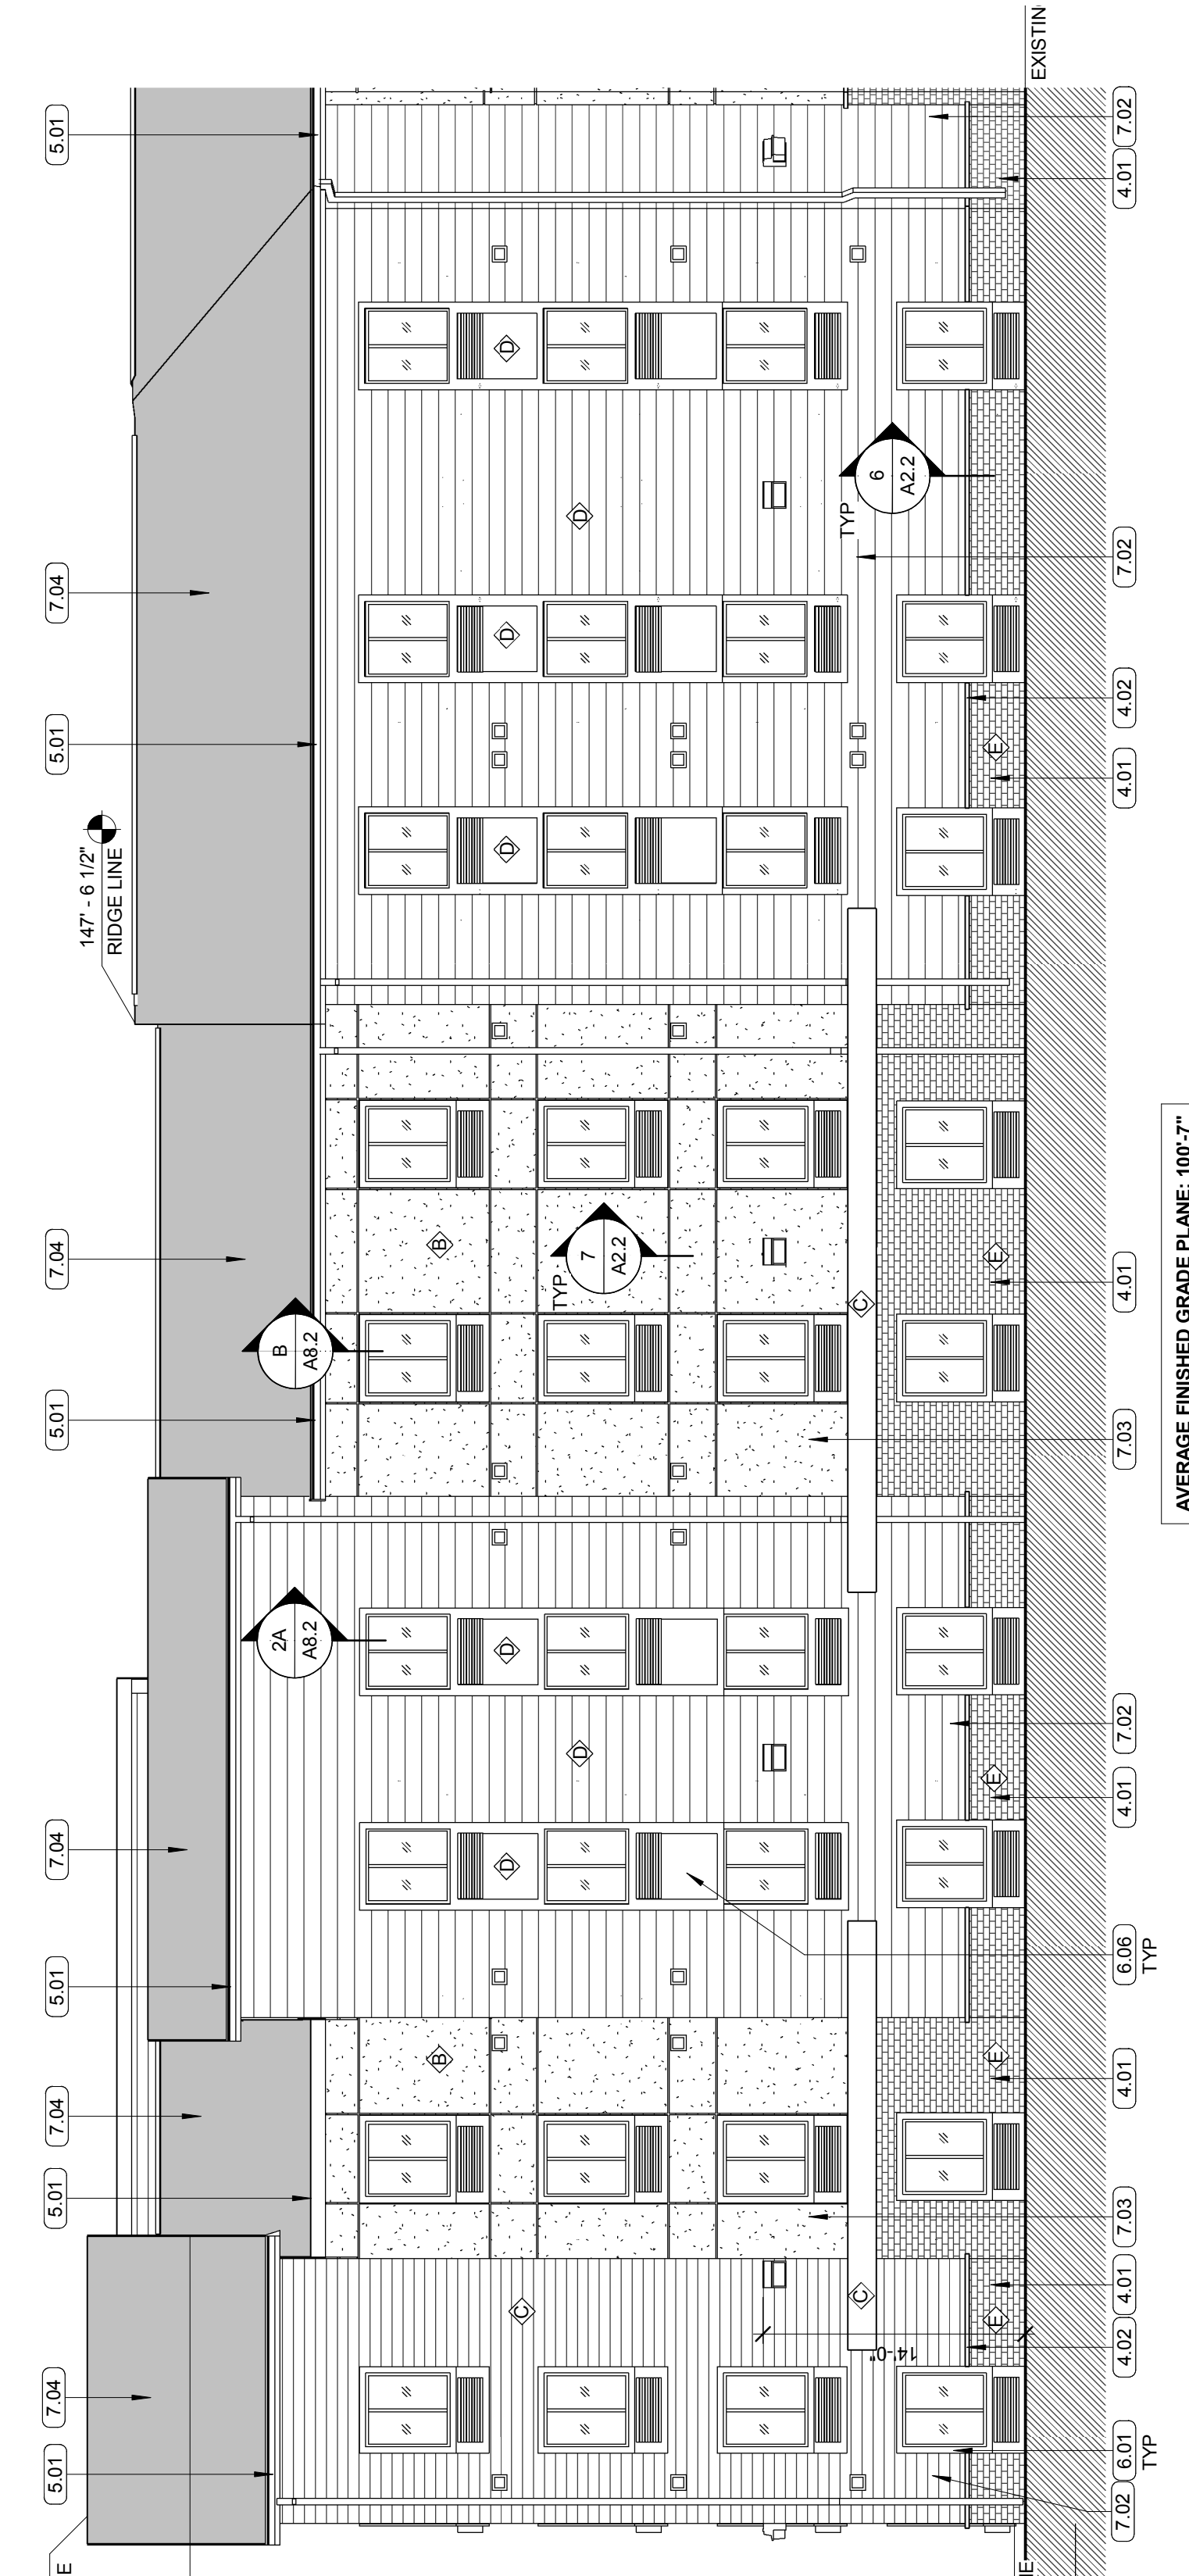 5.01
7.04
5.01
7.04
5.01
7.04
5.01
7.04
5.01
7.04
5.01
E
147' - 6 1/2"
RIDGE LINE
2A
A8.2
B
A8.2
C
B
D
D
D
B
TYP
7
A2.2
D
D
D
D
TYP
6
A2.2
14'-0"
C
C
E
E
E
E
E
EXISTIN
NE
7.02
6.01
TYP
4.02
4.01
7.03
4.01
6.06
TYP
4.01
7.02
7.03
4.01
4.01
4.02
7.02
4.01
7.02
AVERAGE FINISHED GRADE PLANE: 100'-7"